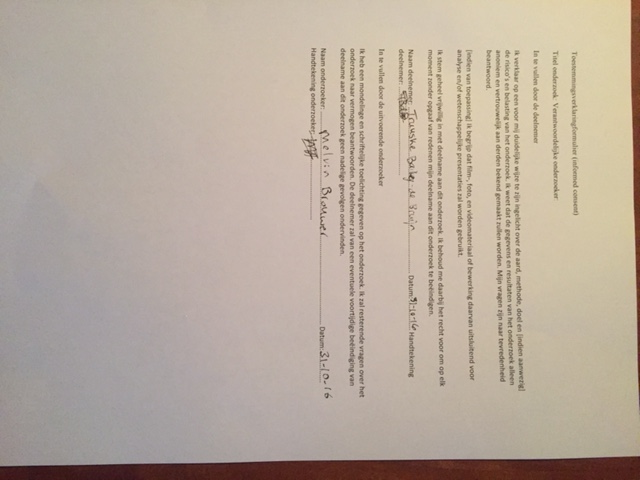 Toestemmingsverklaringformulier (informed consent)
Titel onderzoek Verantwoordelijke onderzoeker:
In te vullen door de deelnemer
Ik verklaar op een voor mij duidelijke wijze te zijn ingelicht over de aard, methode, doel en [indien aanwezig]
de risico's en belasting van het onderzoek. Ik weet dat de gegevens en resultaten van het onderzoek alleen
anoniem en vertrouwelijk aan derden bekend gemaakt zullen worden. Mijn vragen zijn naar tevredenheid
beantwoord.
[indien van toepassing] Ik begrijp dat film-, foto, en videomateriaal of bewerking daarvan uitsluitend voor
analyse en/of wetenschappelijke presentaties zal worden gebruikt.
Ik stem geheel vrijwillig in met deelname aan dit onderzoek. Ik behoud me daarbij het recht voor om op elk
moment zonder opgaaf van redenen mijn deelname aan dit onderzoek te beëindigen.
Naam deelnemer: de Bruijn Datum: 31-10-16 Handtekening
deelnemer:
In te vullen door de uitvoerende onderzoeker
Ik heb een mondelinge en schriftelijke toelichting gegeven op het onderzoek. Ik zal resterende vragen over het
onderzoek naar vermogen beantwoorden. De deelnemer zal van een eventuele voortijdige beëindiging van
deelname aan dit onderzoek geen nadelige gevolgen ondervinden.
Naam onderzoeker: Melvin Brouwer Datum: 31-10-16
Handtekening onderzoeker: